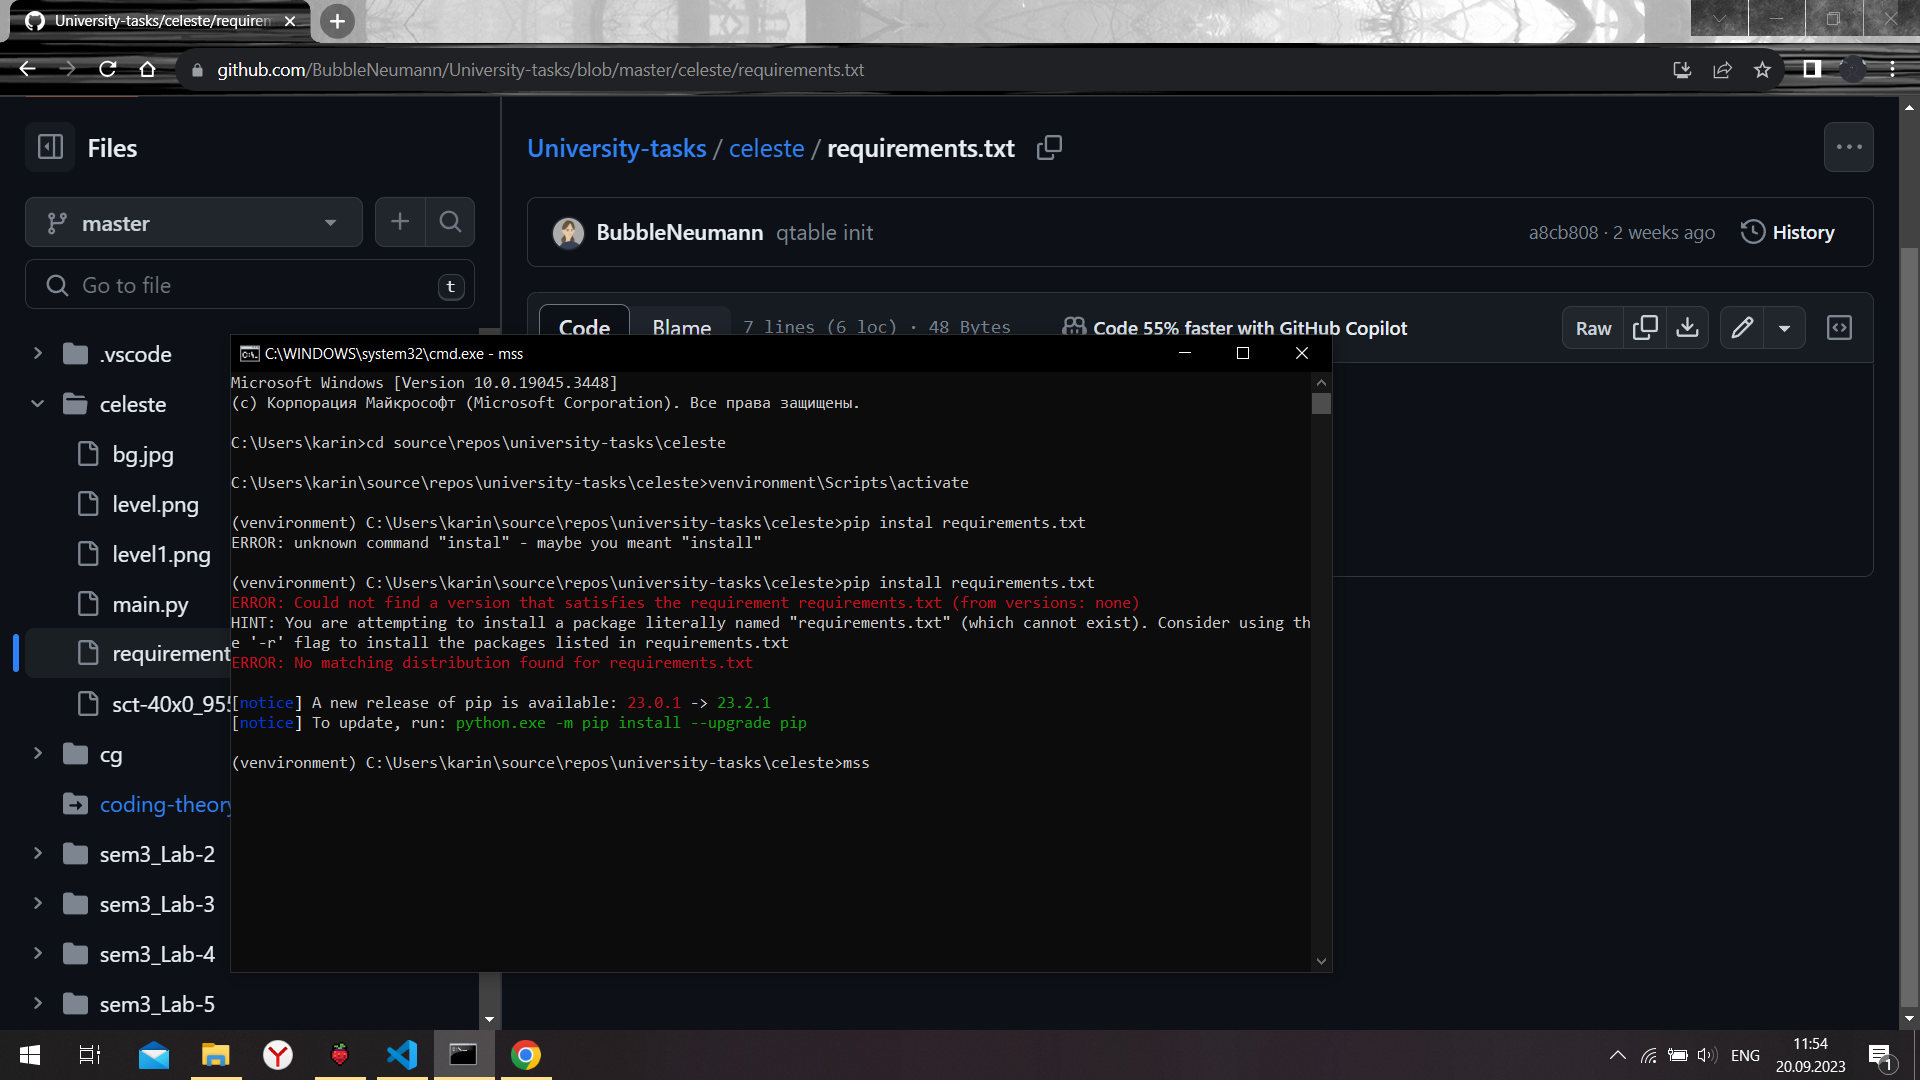 University-tasks/celeste/requiren
github.com/BubbleNeumann/University-tasks/blob/master/celeste/requirements.txt
Files
University-tasks / celeste / requirements.txt
master
BubbleNeumann qtable init
a8cb808 · 2 weeks ago
History
Go to file
t
Code
Blame
7 lines (6 loc) · 48 Bytes
Code 55% faster with GitHub Copilot
Raw
.vscode
celeste
bg.jpg
level.png
level1.png
main.py
requirement
sct-40x0_955
cg
coding-theory
sem3_Lab-2
sem3_Lab-3
sem3_Lab-4
sem3_Lab-5
C:\WINDOWS\system32\cmd.exe - mss
Microsoft Windows [Version 10.0.19045.3448]
(c) Корпорация Майкрософт (Microsoft Corporation). Все права защищены.
C:\Users\karin>cd source\repos\university-tasks\celeste
C:\Users\karin\source\repos\university-tasks\celeste>venvironment\Scripts\activate
(venvironment) C:\Users\karin\source\repos\university-tasks\celeste>pip instal requirements.txt
ERROR: unknown command "instal" - maybe you meant "install"
(venvironment) C:\Users\karin\source\repos\university-tasks\celeste>pip install requirements.txt
ERROR: Could not find a version that satisfies the requirement requirements.txt (from versions: none)
HINT: You are attempting to install a package literally named "requirements.txt" (which cannot exist). Consider using th
e '-r' flag to install the packages listed in requirements.txt
ERROR: No matching distribution found for requirements.txt
[notice] A new release of pip is available: 23.0.1 -> 23.2.1
[notice] To update, run: python.exe -m pip install --upgrade pip
(venvironment) C:\Users\karin\source\repos\university-tasks\celeste>mss
ENG
11:54
20.09.2023
1